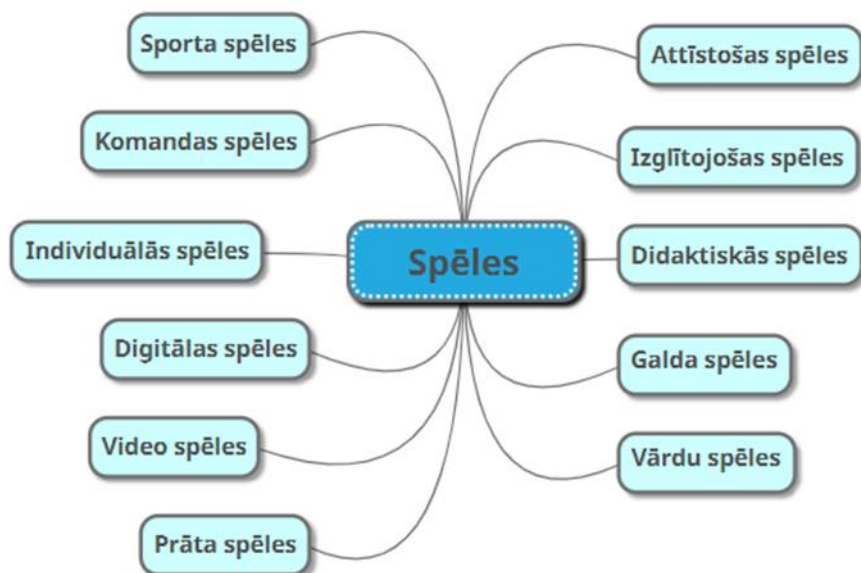 Sporta spēles
Komandas spēles
Individuālās spēles
Digitālas spēles
Video spēles
Prāta spēles
Spēles
Attīstošas spēles
Izglītojošas spēles
Didaktiskās spēles
Galda spēles
Vārdu spēles